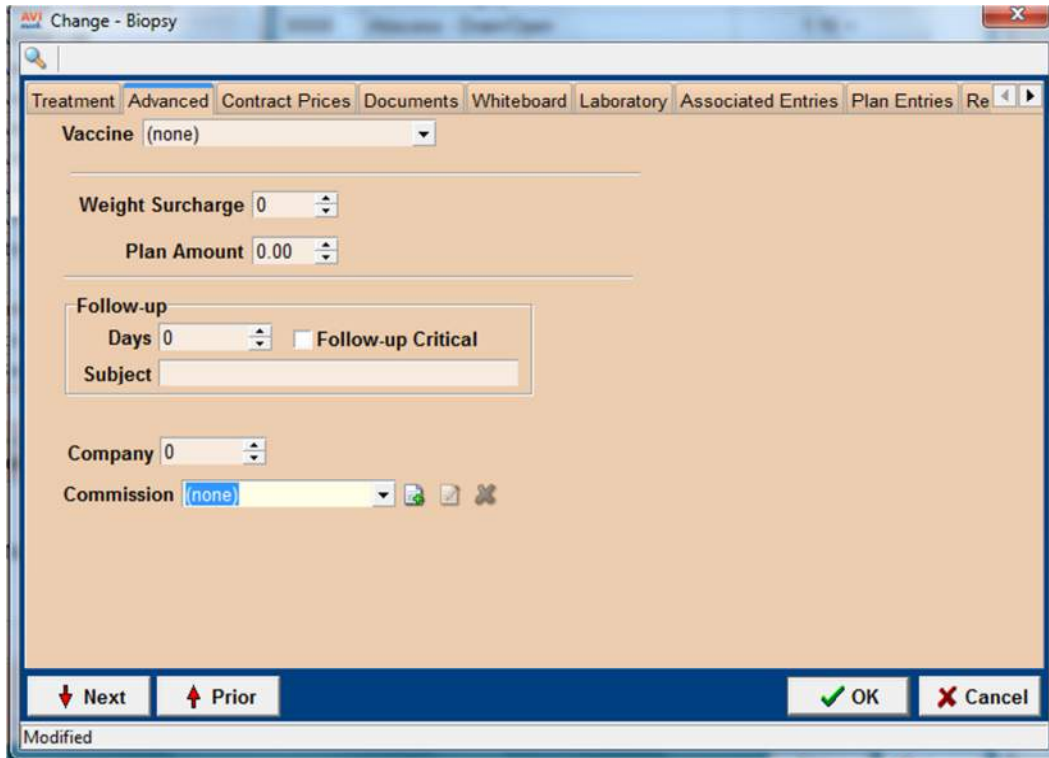 AVI Change - Biopsy
Treatment Advanced Contract Prices Documents Whiteboard Laboratory Associated Entries Plan Entries Re
Vaccine (none)
Weight Surcharge 0
Plan Amount 0.00
Follow-up
Days 0 Follow-up Critical
Subject
Company 0
Commission (none)
Next Prior OK Cancel
Modified